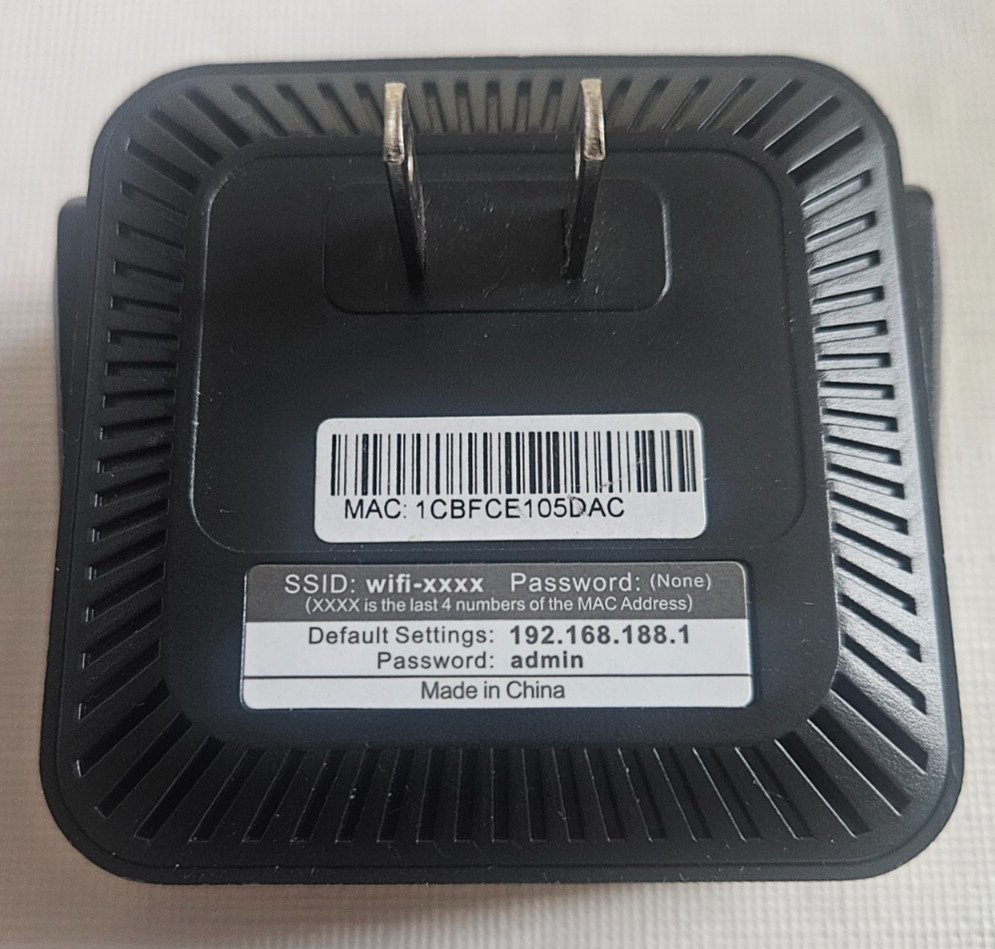 MAC: 1CBFCE105DAC
SSID: wifi-xxxx Password: (None)
(XXXX is the last 4 numbers of the MAC Address)
Default Settings: 192.168.188.1
Password: admin
Made in China